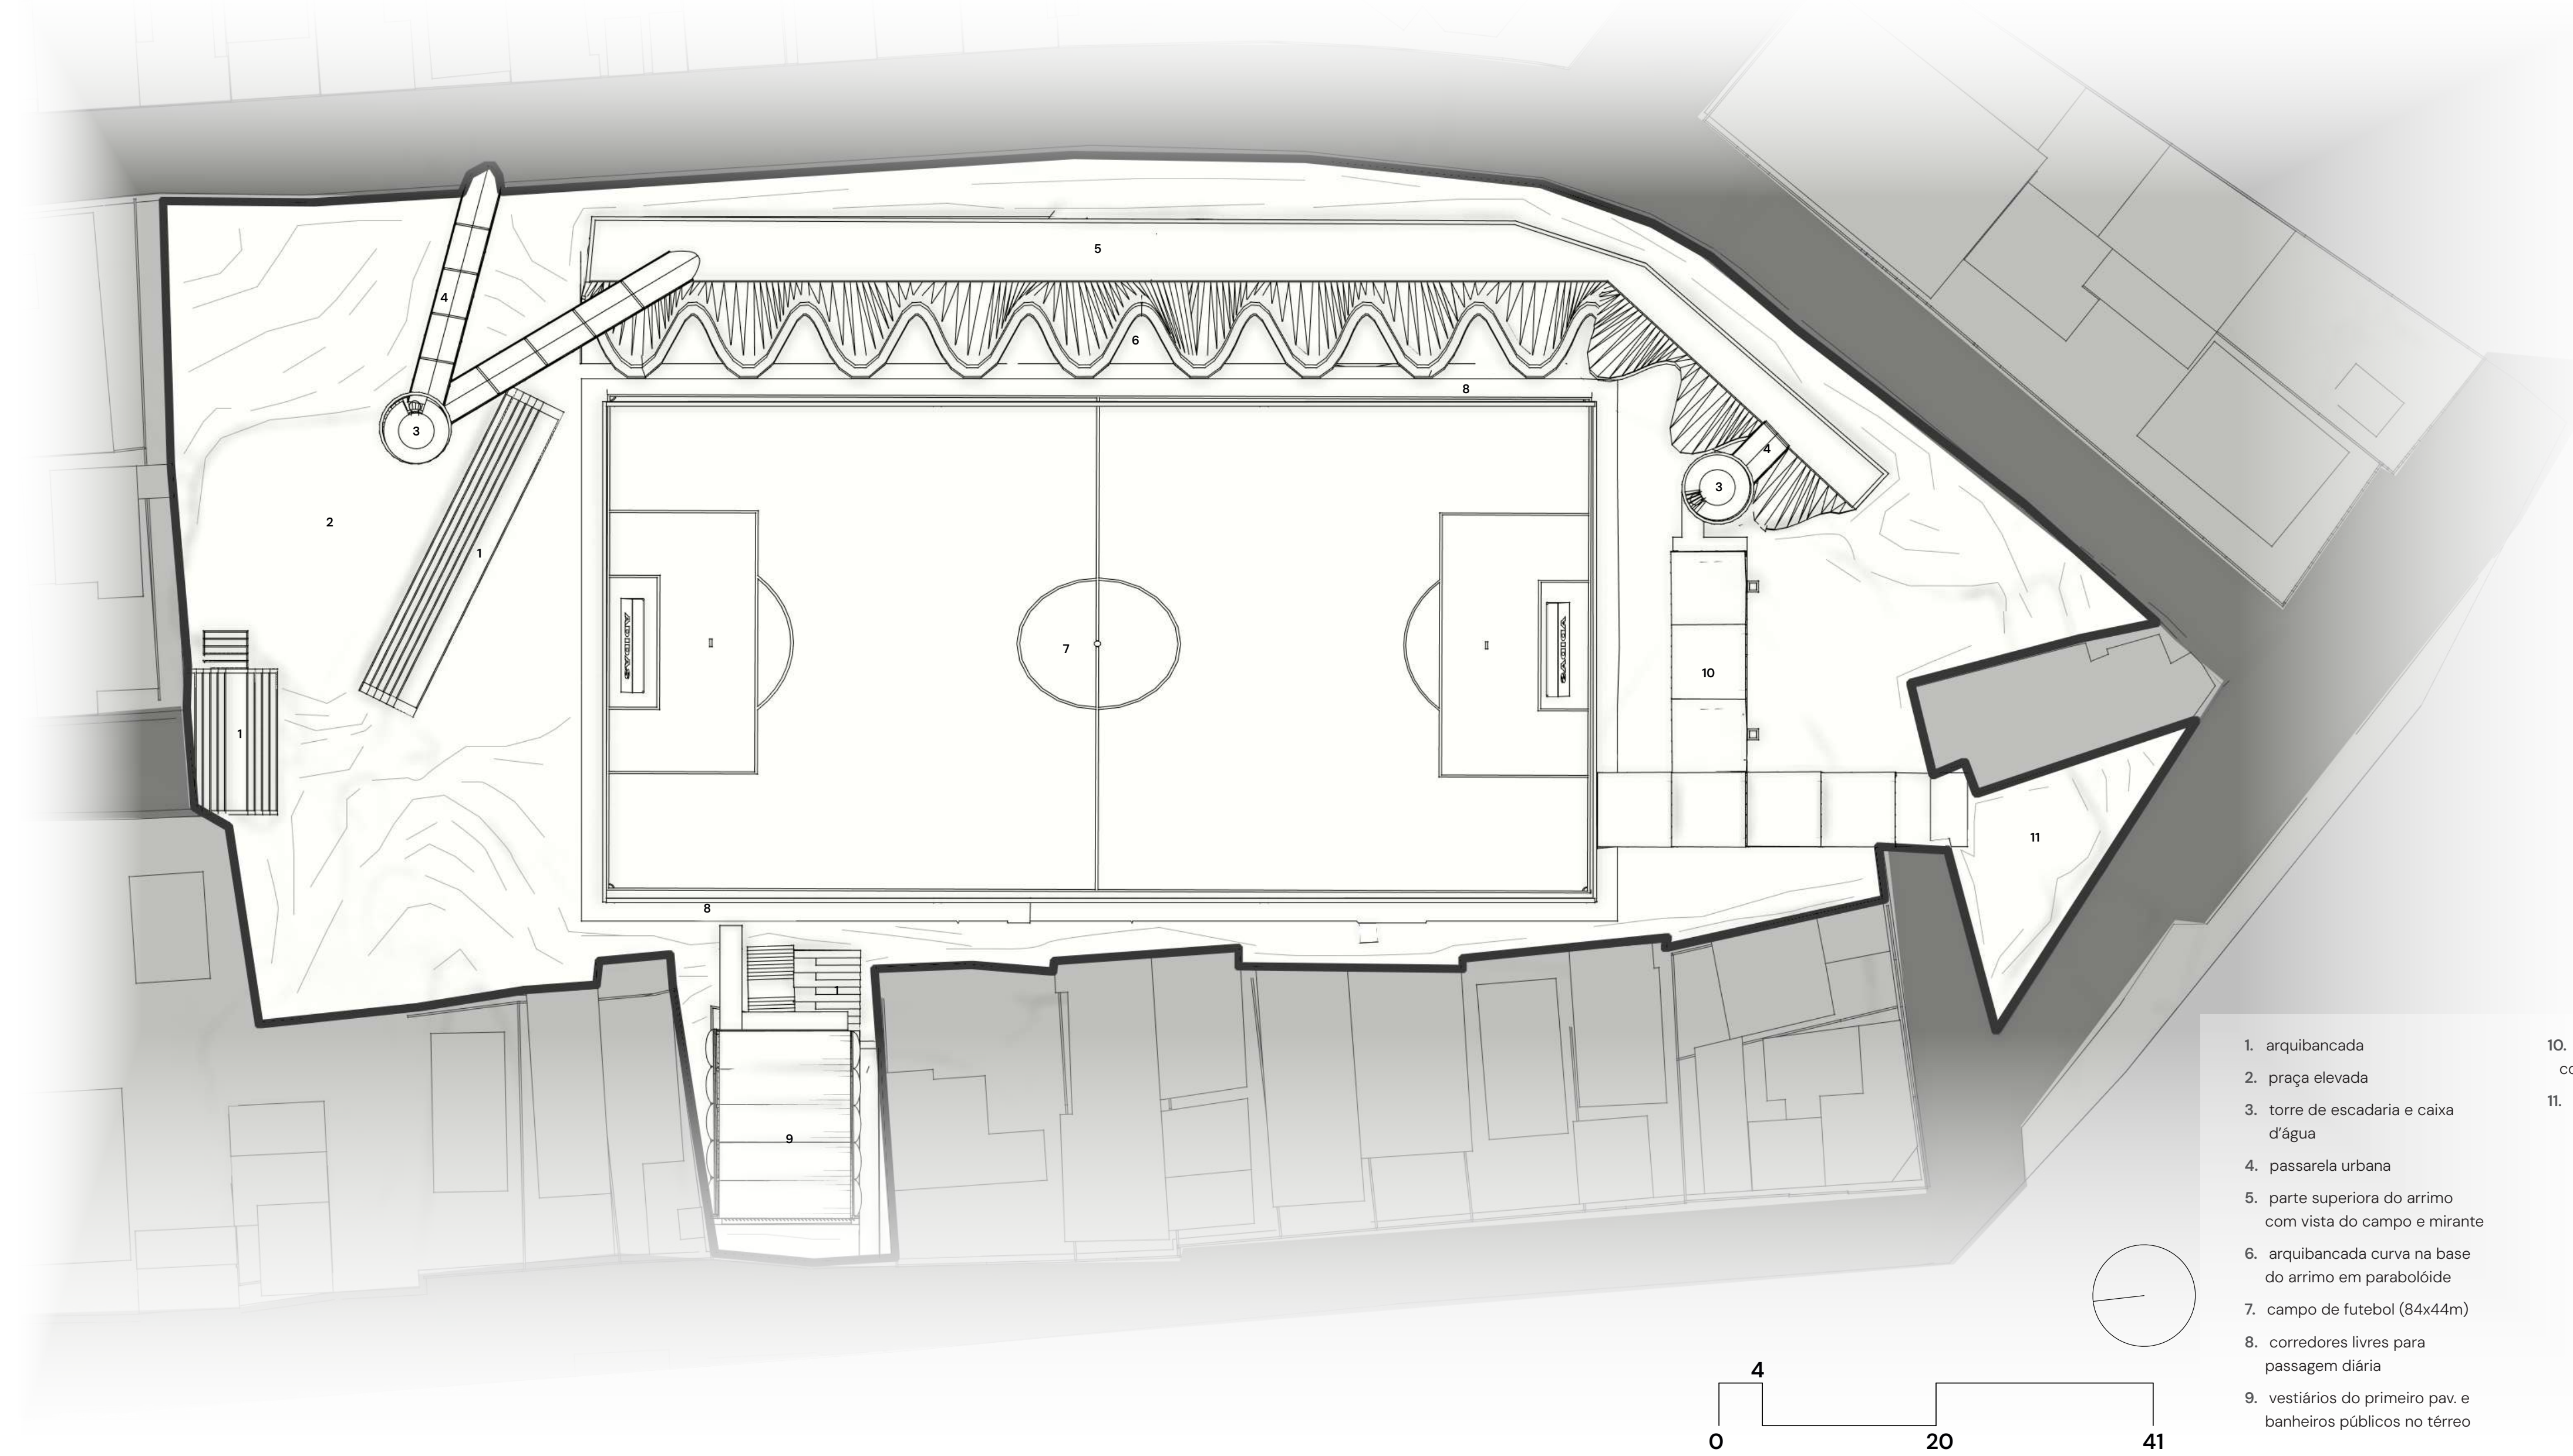 4
5
6
8
3
4
3
2
1
ADIDAS
7
ADIDAS
10
1
11
8
1
9
1. arquibancada
2. praça elevada
3. torre de escadaria e caixa
d'água
4. passarela urbana
5. parte superiora do arrimo
com vista do campo e mirante
6. arquibancada curva na base
do arrimo em parabolóide
7. campo de futebol (84x44m)
8. corredores livres para
passagem diária
9. vestiários do primeiro pav. e
banheiros públicos no térreo
10.
11.
4
0 20 41